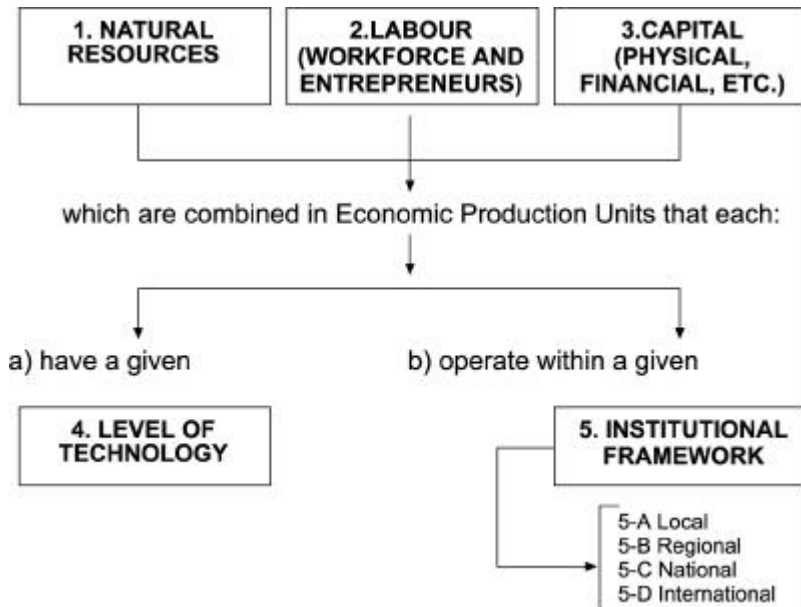 1. NATURAL
RESOURCES
2.LABOUR
(WORKFORCE AND
ENTREPRENEURS)
3.CAPITAL
(PHYSICAL,
FINANCIAL, ETC.)
which are combined in Economic Production Units that each:
a) have a given
b) operate within a given
4. LEVEL OF
TECHNOLOGY
5. INSTITUTIONAL
FRAMEWORK
5-A Local
5-B Regional
5-C National
5-D International